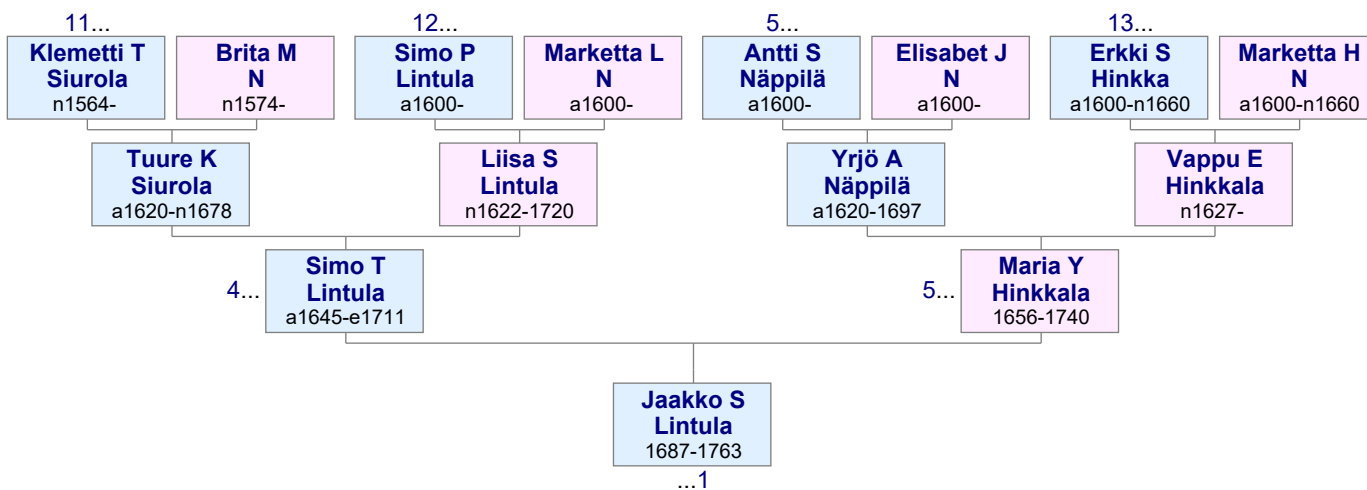 11... 12... 5... 13...
Klemetti T
Siurola
n1564-
Brita M
N
n1574-
Simo P
Lintula
a1600-
Marketta L
N
a1600-
Antti S
Näppilä
a1600-
Elisabet J
N
a1600-
Erkki S
Hinkka
a1600-n1660
Marketta H
N
a1600-n1660
Tuure K
Siurola
a1620-n1678
Liisa S
Lintula
n1622-1720
Yrjö A
Näppilä
a1620-1697
Vappu E
Hinkkala
n1627-
4...
Simo T
Lintula
a1645-e1711
5...
Maria Y
Hinkkala
1656-1740
Jaakko S
Lintula
1687-1763
...1